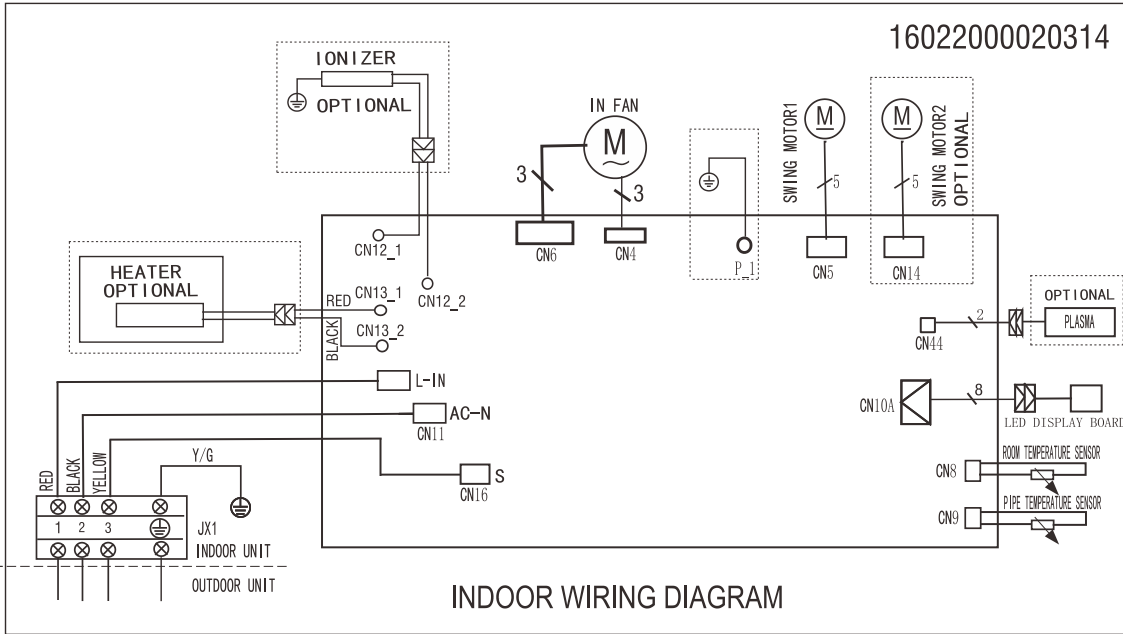 16022000020314
IONIZER
OPTIONAL
IN FAN
M
3
3
SWING MOTOR1
M
5
M
5
SWING MOTOR2
OPTIONAL
CN12_1
CN12_2
CN6
CN4
P_1
CN5
CN14
HEATER
OPTIONAL
RED
CN13_1
BLACK
CN13_2
OPTIONAL
PLASMA
2
CN44
L-IN
AC-N
CN11
CN10A
8
LED DISPLAY BOARD
RED
BLACK
YELLOW
Y/G
S
CN16
ROOM TEMPERATURE SENSOR
CN8
PIPE TEMPERATURE SENSOR
CN9
1 2 3
JX1
INDOOR UNIT
OUTDOOR UNIT
INDOOR WIRING DIAGRAM